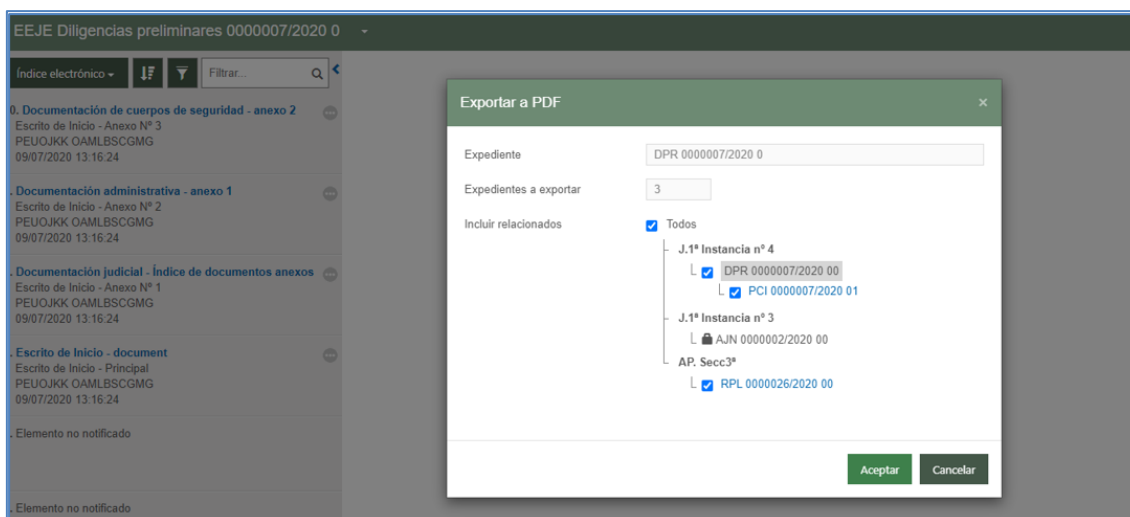 EEJE Diligencias preliminares 0000007/2020 0
Índice electrónico
Filtrar...
0. Documentación de cuerpos de seguridad - anexo 2
Escrito de Inicio - Anexo Nº 3
PEUOJKK OAMLBSCGMG
09/07/2020 13:16:24
. Documentación administrativa - anexo 1
Escrito de Inicio - Anexo Nº 2
PEUOJKK OAMLBSCGMG
09/07/2020 13:16:24
. Documentación judicial - Índice de documentos anexos
Escrito de Inicio - Anexo Nº 1
PEUOJKK OAMLBSCGMG
09/07/2020 13:16:24
. Escrito de Inicio - document
Escrito de Inicio - Principal
PEUOJKK OAMLBSCGMG
09/07/2020 13:16:24
. Elemento no notificado
. Elemento no notificado
Exportar a PDF ×
Expediente DPR 0000007/2020 0
Expedientes a exportar 3
Incluir relacionados Todos
J.1ª Instancia nº 4
DPR 0000007/2020 00
PCI 0000007/2020 01
J.1ª Instancia nº 3
AJN 0000002/2020 00
AP. Secc3ª
RPL 0000026/2020 00
Aceptar Cancelar